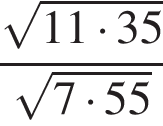 √(11 · 35)
√(7 · 55)